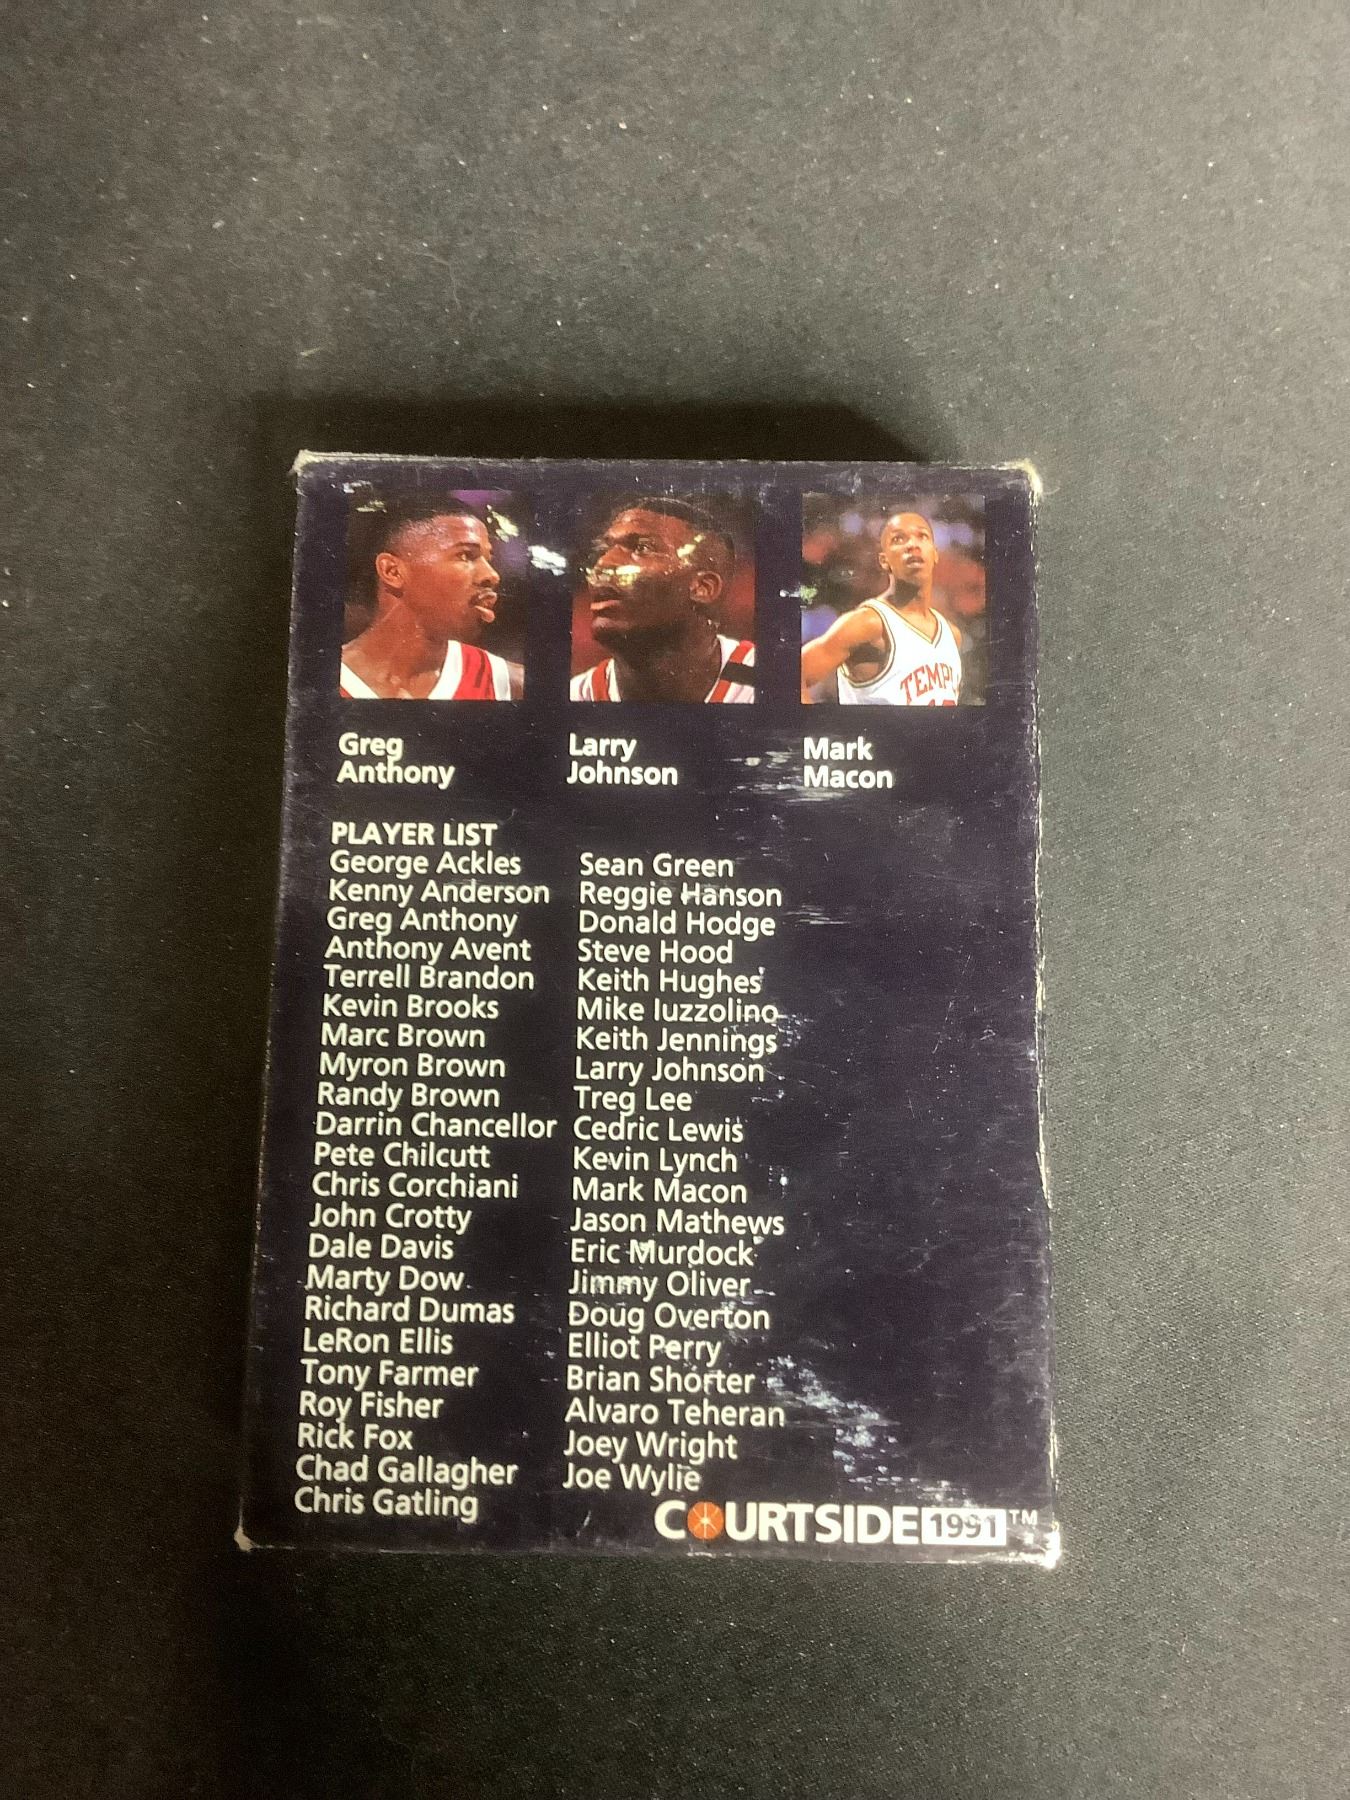 TEMPL
Greg
Anthony
Larry
Johnson
Mark
Macon
PLAYER LIST
George Ackles
Kenny Anderson
Greg Anthony
Anthony Avent
Terrell Brandon
Kevin Brooks
Marc Brown
Myron Brown
Randy Brown
Darrin Chancellor
Pete Chilcutt
Chris Corchiani
John Crotty
Dale Davis
Marty Dow
Richard Dumas
LeRon Ellis
Tony Farmer
Roy Fisher
Rick Fox
Chad Gallagher
Chris Gatling
Sean Green
Reggie Hanson
Donald Hodge
Steve Hood
Keith Hughes
Mike Iuzzolino
Keith Jennings
Larry Johnson
Treg Lee
Cedric Lewis
Kevin Lynch
Mark Macon
Jason Mathews
Eric Murdock
Jimmy Oliver
Doug Overton
Elliot Perry
Brian Shorter
Alvaro Teheran
Joey Wright
Joe Wylie
COURTSIDE 1991 ™